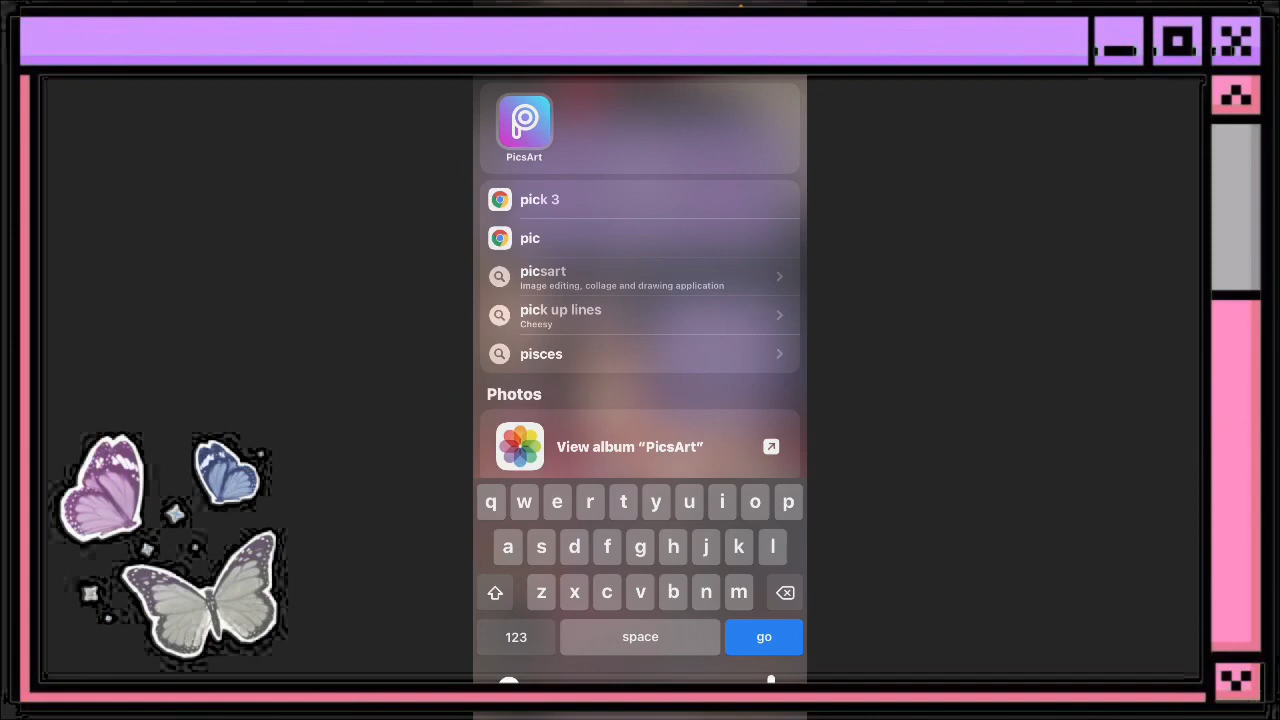 PicsArt
pick 3
pic
picsart
Image editing, collage and drawing application
pick up lines
Cheesy
pisces
Photos
View album “PicsArt”
q w e r t y u i o p
a s d f g h j k l
z x c v b n m
123 space go